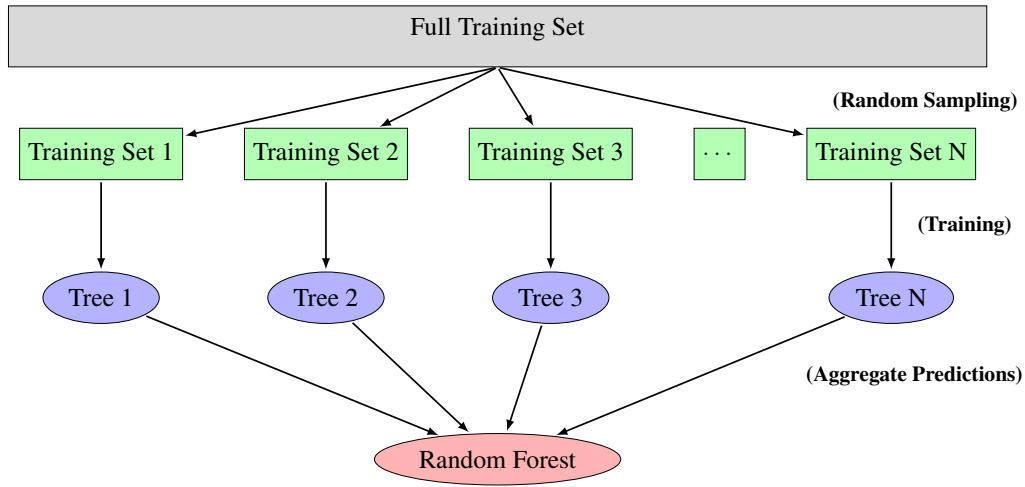 Full Training Set
(Random Sampling)
Training Set 1
Training Set 2
Training Set 3
...
Training Set N
(Training)
Tree 1
Tree 2
Tree 3
Tree N
(Aggregate Predictions)
Random Forest